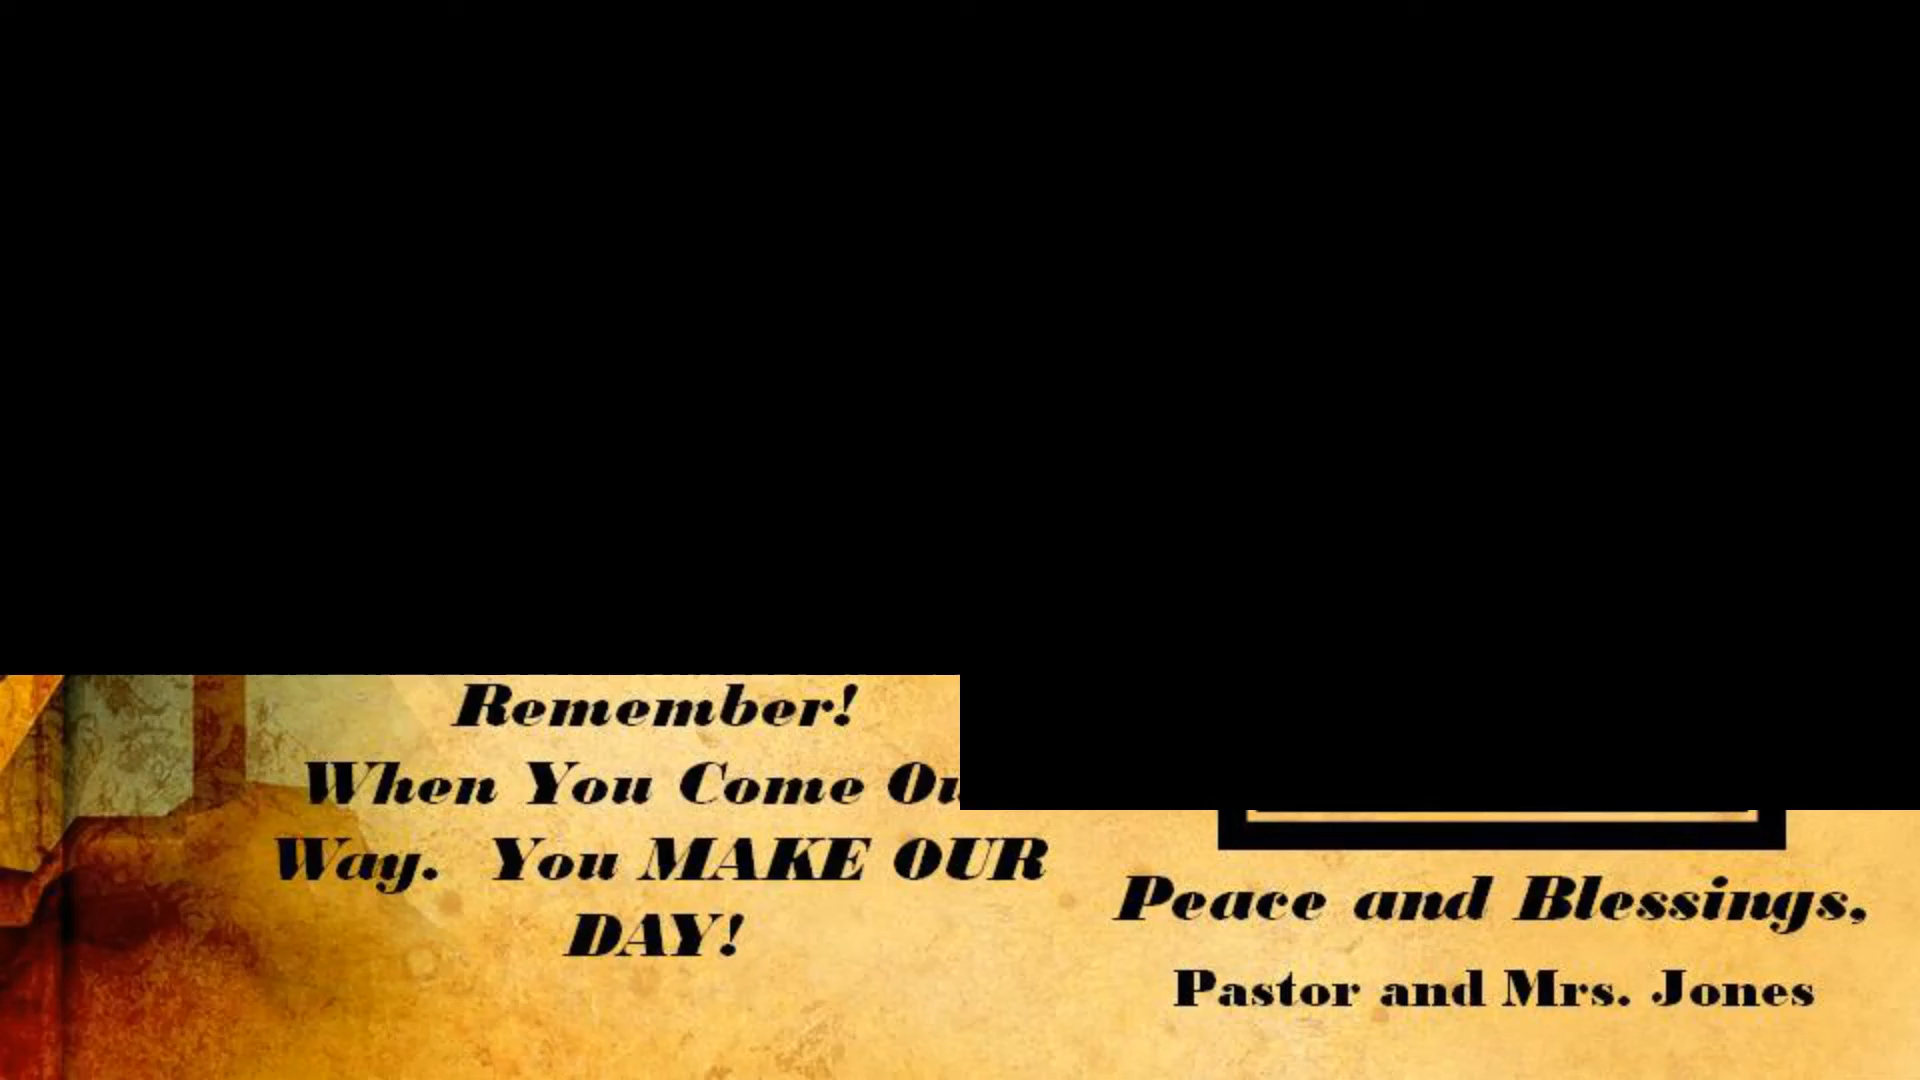 Remember!
When You Come
Way. You MAKE OUR
DAY!
Peace and Blessings,
Pastor and Mrs. Jones